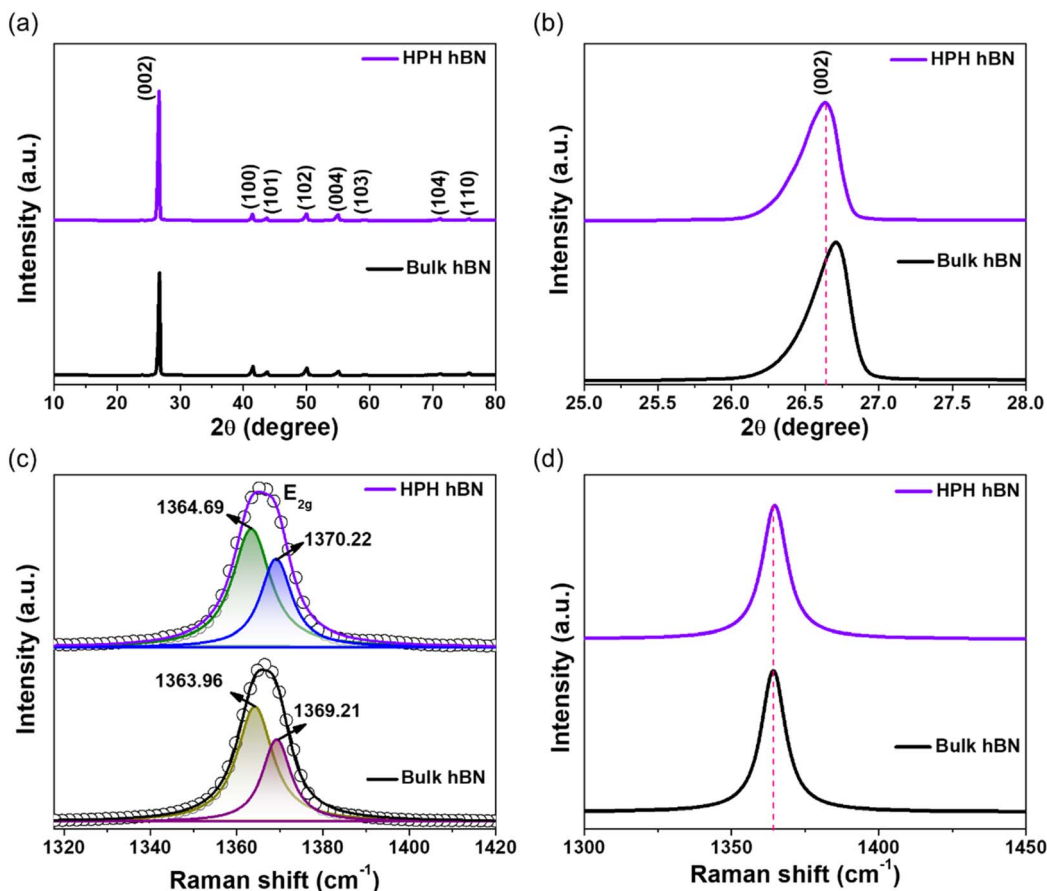 (a)
HPH hBN
(002)
(100)
(101)
(102)
(004)
(103)
(104)
(110)
Bulk hBN
Intensity (a.u.)
10 20 30 40 50 60 70 80
2θ (degree)
(b)
HPH hBN
(002)
Bulk hBN
Intensity (a.u.)
25.0 25.5 26.0 26.5 27.0 27.5 28.0
2θ (degree)
(c)
HPH hBN
E2g
1364.69
1370.22
1363.96
1369.21
Bulk hBN
Intensity (a.u.)
1320 1340 1360 1380 1400 1420
Raman shift (cm-1)
(d)
HPH hBN
Bulk hBN
Intensity (a.u.)
1300 1350 1400 1450
Raman shift (cm-1)